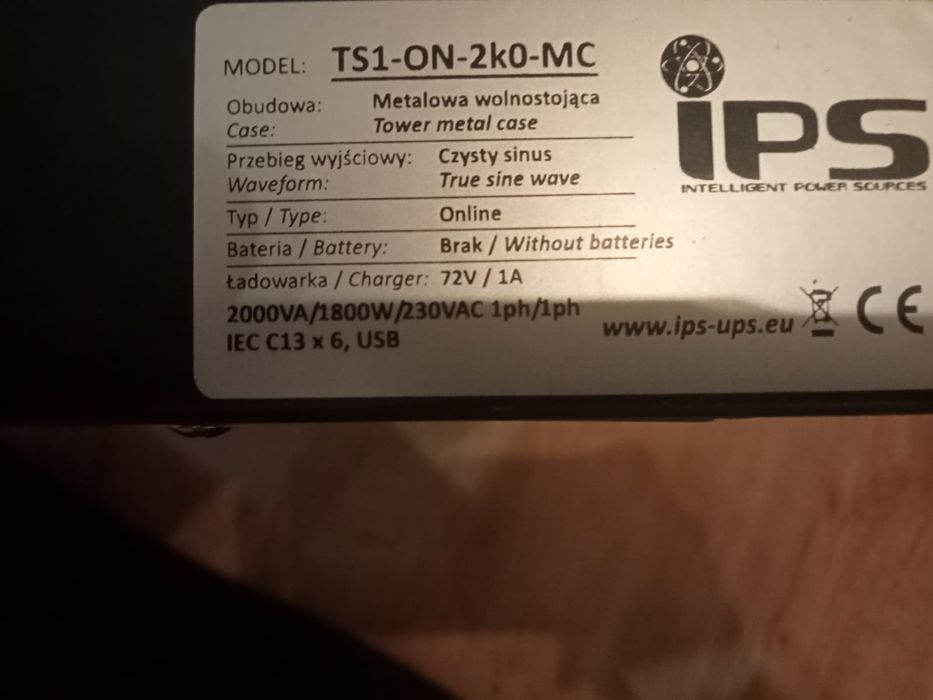 MODEL: TS1-ON-2k0-MC
Obudowa: Metalowa wolnostojąca
Case: Tower metal case
Przebieg wyjściowy: Czysty sinus
Waveform: True sine wave
Typ / Type: Online
Bateria / Battery: Brak / Without batteries
Ładowarka / Charger: 72V / 1A
2000VA/1800W/230VAC 1ph/1ph
IEC C13 x 6, USB
iPS
INTELLIGENT POWER SOURCES
www.ips-ups.eu
CE